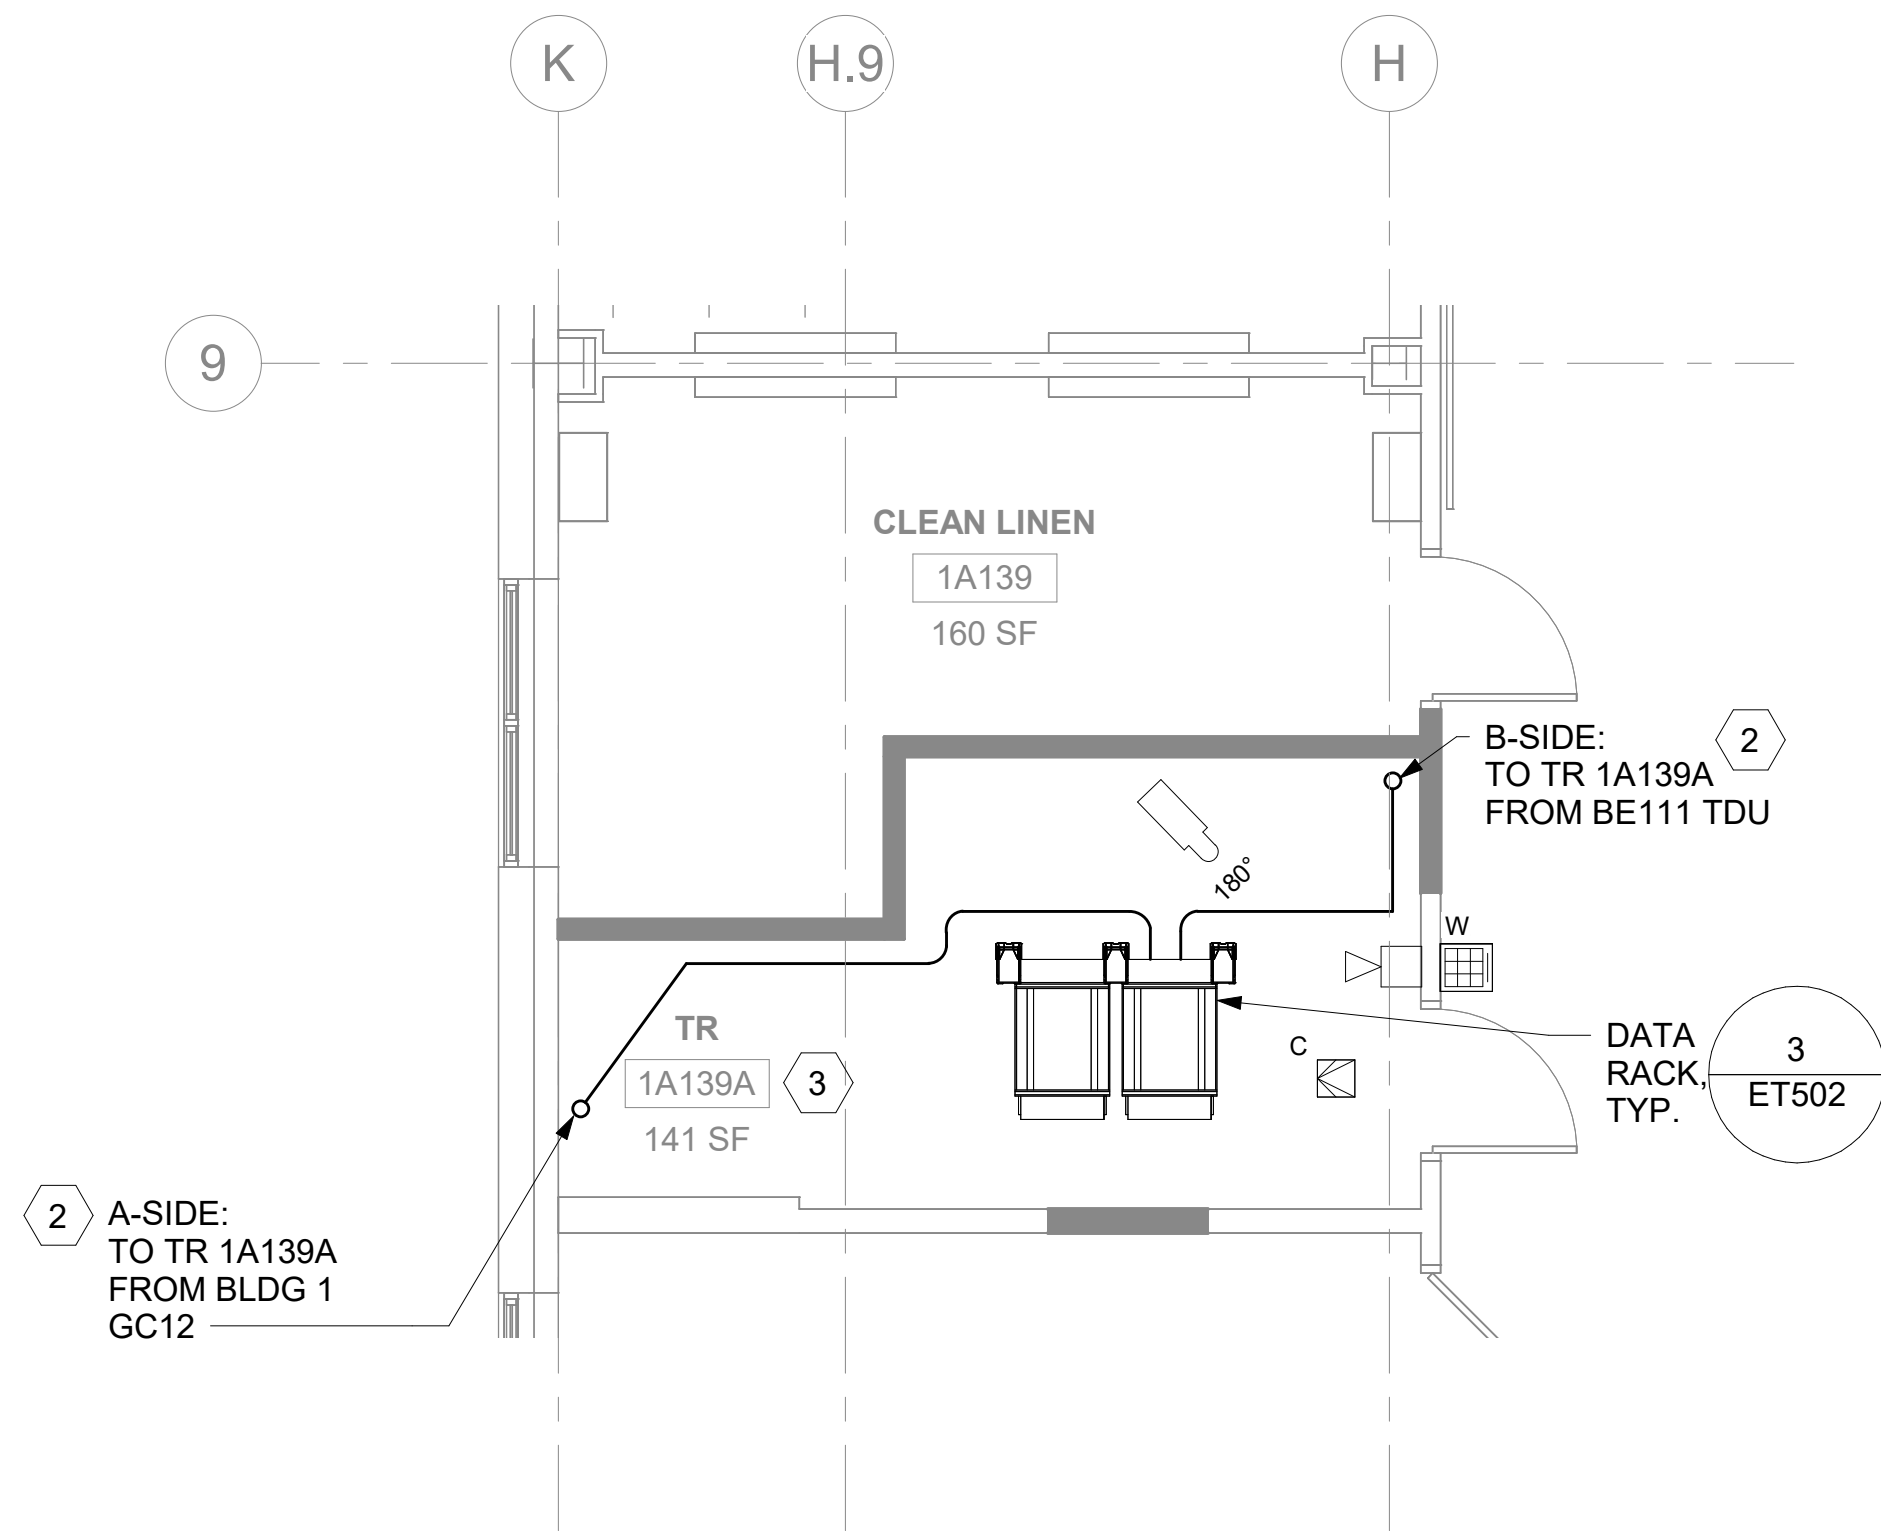 K
H.9
H
9
CLEAN LINEN
1A139
160 SF
B-SIDE:
TO TR 1A139A
FROM BE111 TDU
2
180°
W
TR
1A139A
3
141 SF
C
DATA
RACK,
TYP.
3
ET502
2
A-SIDE:
TO TR 1A139A
FROM BLDG 1
GC12